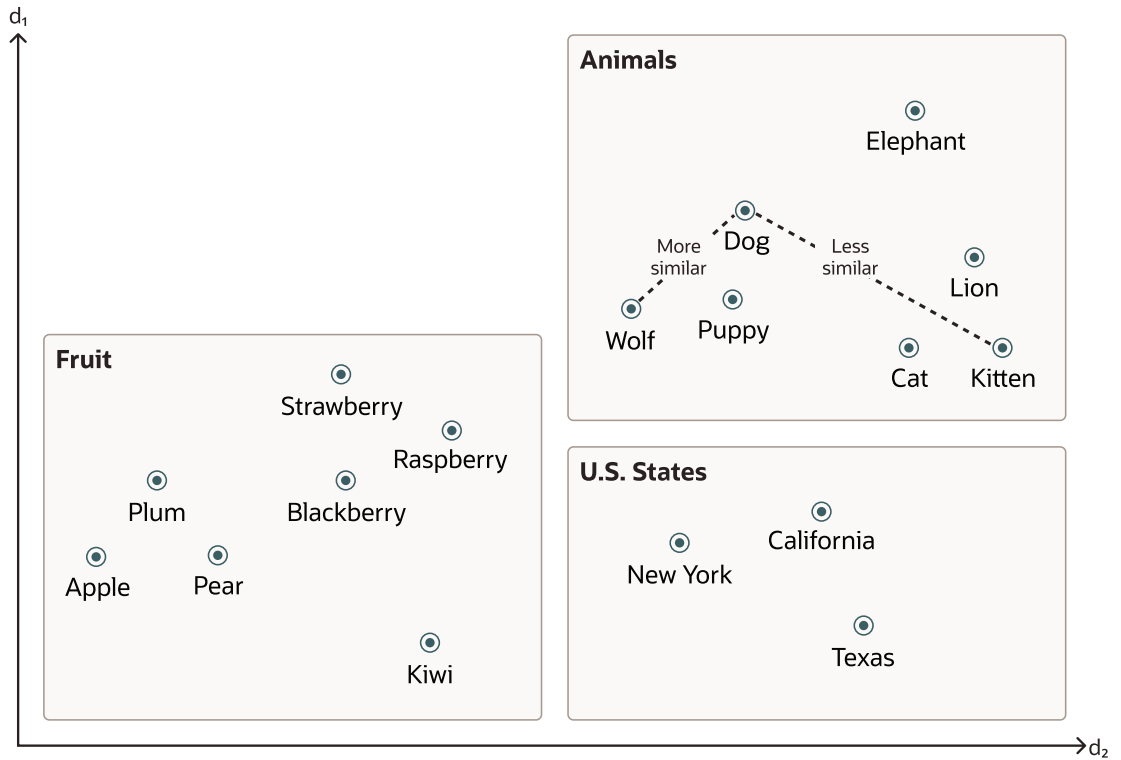 d₁
Animals
Elephant
Dog
More
similar
Less
similar
Lion
Wolf
Puppy
Cat
Kitten
Fruit
Strawberry
Raspberry
Plum
Blackberry
Apple
Pear
Kiwi
U.S. States
California
New York
Texas
d₂